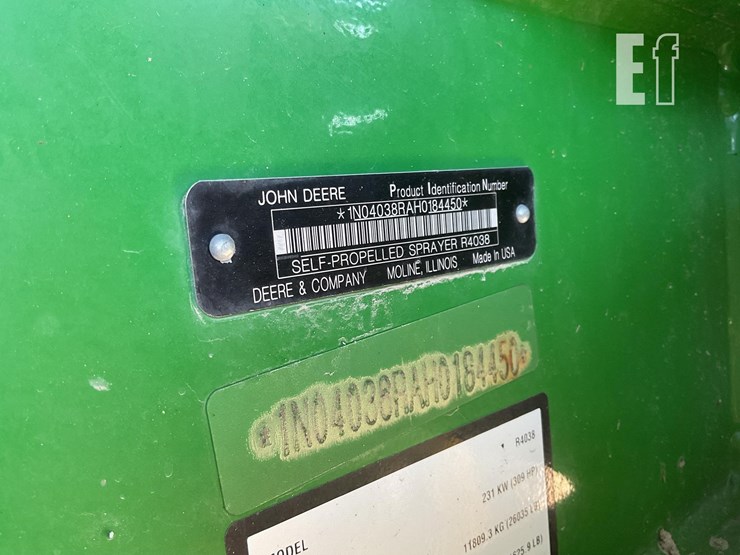 Ef
JOHN DEERE Product Identification Number
*1N04038RAH0184450*
SELF-PROPELLED SPRAYER R4038
DEERE & COMPANY MOLINE, ILLINOIS Made In USA
*1N04038RAH0184450*
R4038
231 KW (309 HP)
MODEL 11809.3 KG (26035 LB)